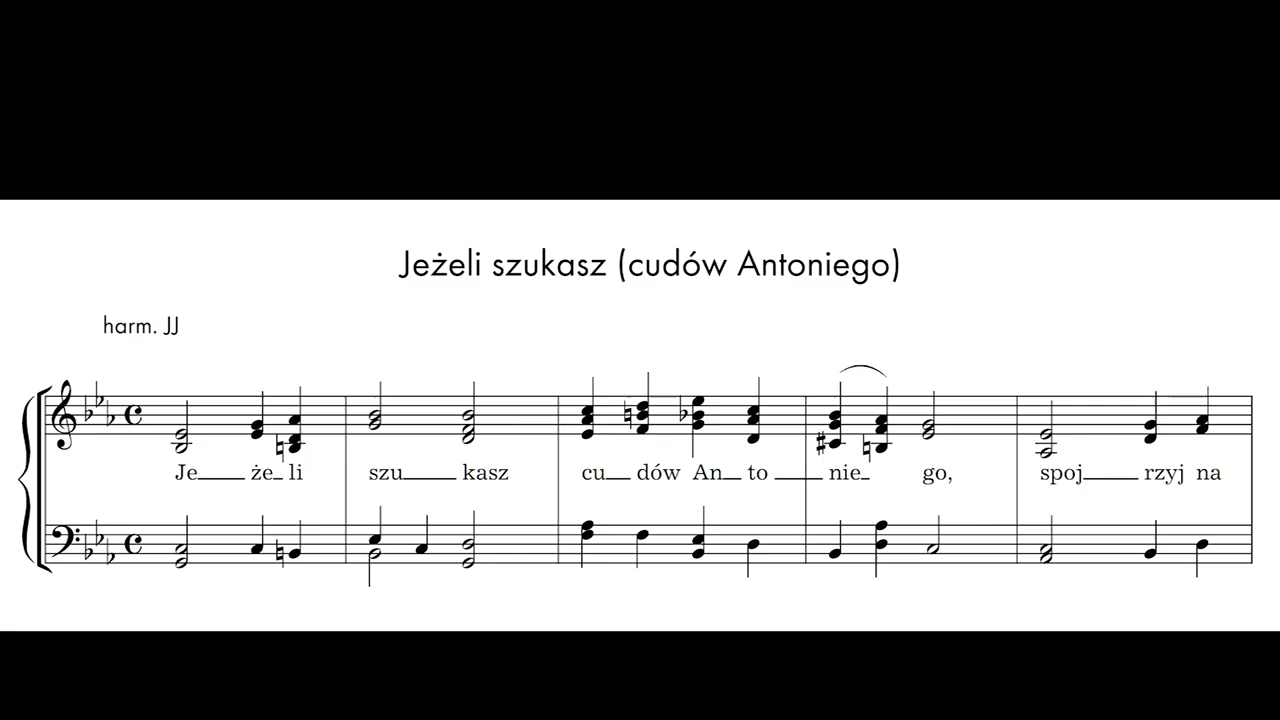 Jeżeli szukasz (cudów Antoniego)
harm. JJ
Je że li szu kasz cu dów An to nie go, spoj rzyj na